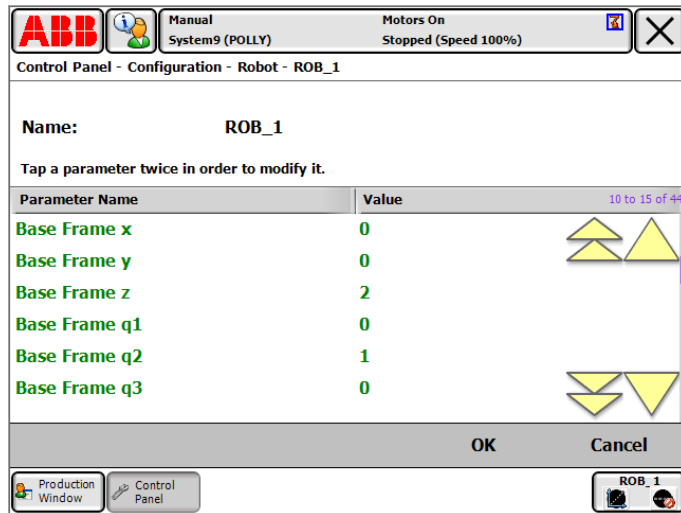 ABB
Manual Motors On
System9 (POLLY) Stopped (Speed 100%)
Control Panel - Configuration - Robot - ROB_1
Name: ROB_1
Tap a parameter twice in order to modify it.
Parameter Name Value 10 to 15 of 44
Base Frame x 0
Base Frame y 0
Base Frame z 2
Base Frame q1 0
Base Frame q2 1
Base Frame q3 0
OK Cancel
Production
Window
Control
Panel
ROB_1